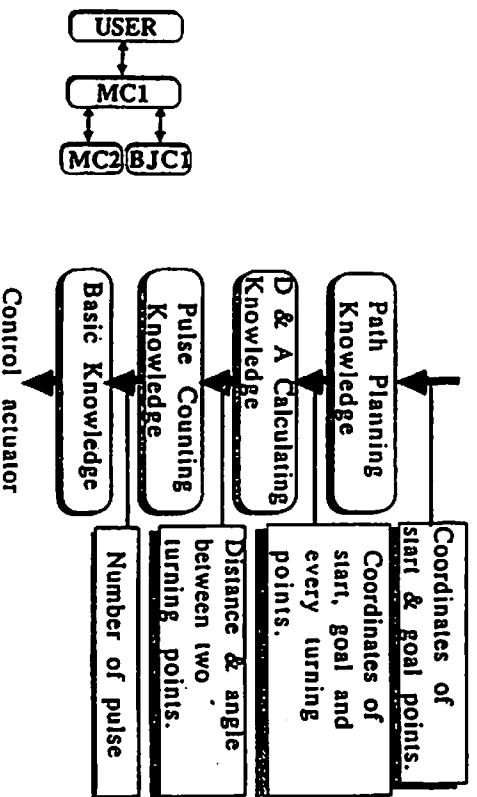 USER
MC1
MC2
BJC1
Path Planning
Knowledge
D & A Calculating
Knowledge
Pulse Counting
Knowledge
Basic Knowledge
Control actuator
Coordinates of
start & goal points.
Coordinates of
start, goal and
every turning
points.
Distance & angle
between two
turning points.
Number of pulse